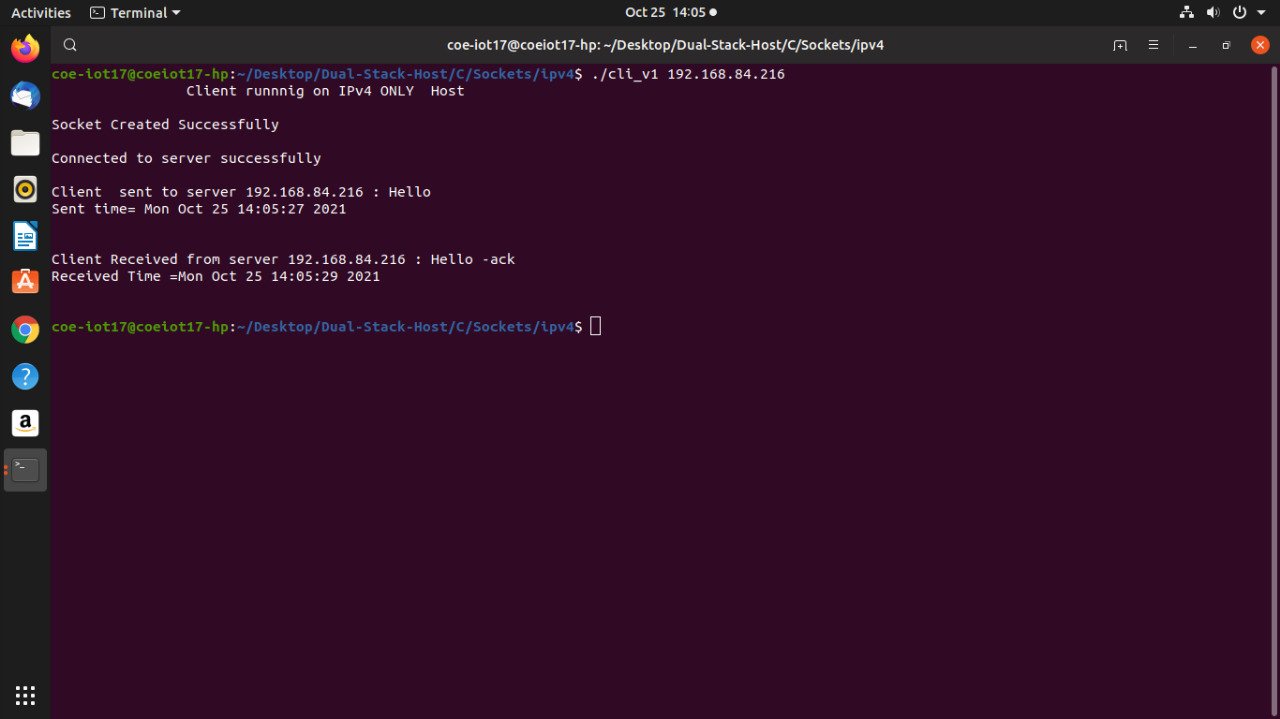 Activities Terminal Oct 25 14:05
coe-iot17@coeiot17-hp: ~/Desktop/Dual-Stack-Host/C/Sockets/ipv4
coe-iot17@coeiot17-hp:~/Desktop/Dual-Stack-Host/C/Sockets/ipv4$ ./cli_v1 192.168.84.216
Client runnnig on IPv4 ONLY  Host
Socket Created Successfully
Connected to server successfully
Client  sent to server 192.168.84.216 : Hello
Sent time= Mon Oct 25 14:05:27 2021
Client Received from server 192.168.84.216 : Hello -ack
Received Time =Mon Oct 25 14:05:29 2021
coe-iot17@coeiot17-hp:~/Desktop/Dual-Stack-Host/C/Sockets/ipv4$